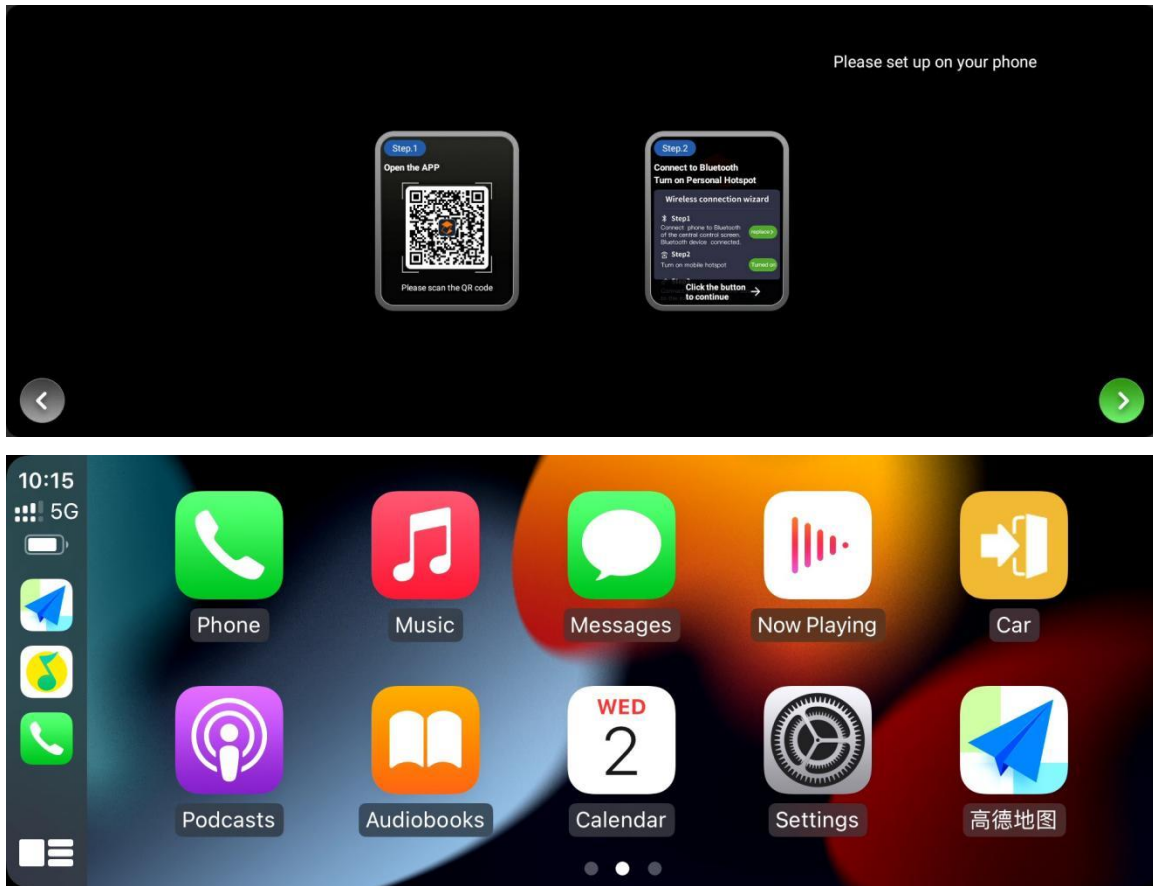 Please set up on your phone
Step.1
Open the APP
Please scan the QR code
Step.2
Connect to Bluetooth
Turn on Personal Hotspot
Wireless connection wizard
Step1
Connect phone to Bluetooth
of the central control screen.
Bluetooth device connected.
replace >
Step2
Turn on mobile hotspot
Turned on
Click the button
to continue
10:15
5G
Phone
Music
Messages
Now Playing
Car
WED
2
Podcasts
Audiobooks
Calendar
Settings
高德地图